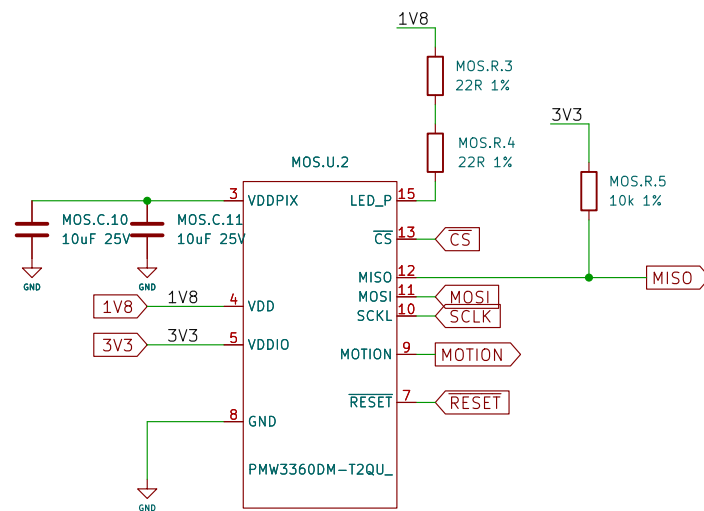 1V8
MOS.R.3
22R 1%
3V3
MOS.R.4
22R 1%
MOS.U.2
MOS.R.5
10k 1%
3 VDDPIX
LED_P 15
MOS.C.10
10uF 25V
MOS.C.11
10uF 25V
CS 13 CS
GND
GND
MISO 12 MISO
1V8 1V8 4 VDD
MOSI 11 MOSI
SCKL 10 SCLK
3V3 3V3 5 VDDIO
MOTION 9 MOTION
RESET 7 RESET
8 GND
PMW3360DM-T2QU_
GND